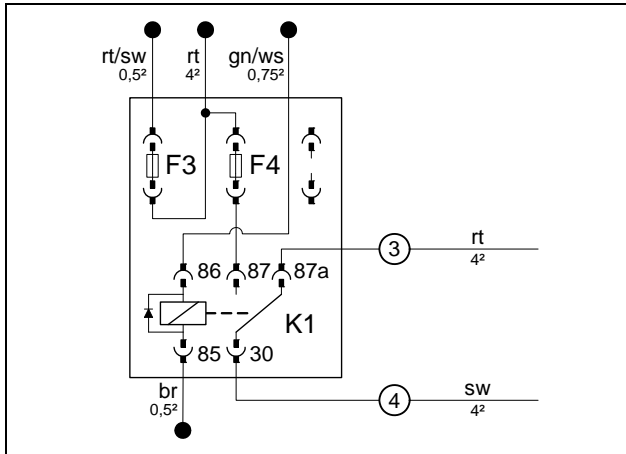 rt/sw rt gn/ws
0,5² 4² 0,75²
F3 F4
3 rt
4²
86 87 87a
K1
85 30
br
0,5²
4 sw
4²